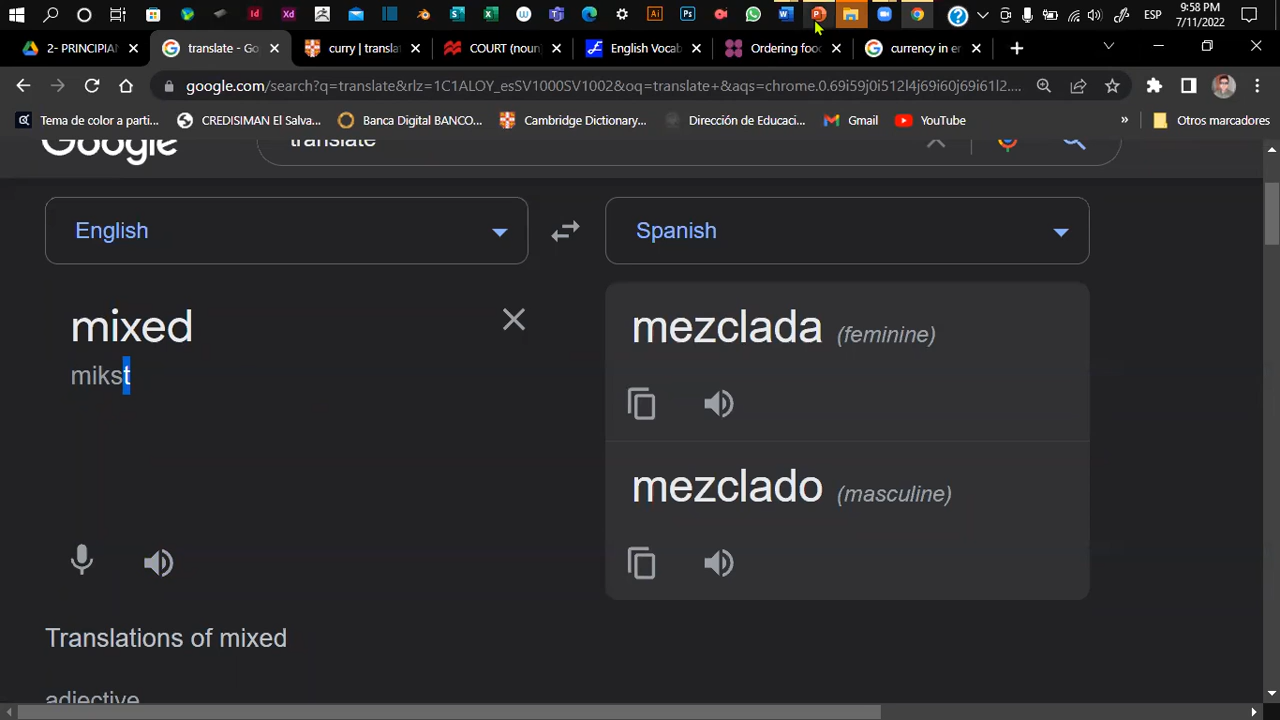 ESP
9:58 PM
7/11/2022
2- PRINCIPIAN
translate - Go
curry | translat
COURT (noun)
English Vocab
Ordering food
currency in en
google.com/search?q=translate&rlz=1C1ALOY_esSV1000SV1002&oq=translate+&aqs=chrome.0.69i59j0i512l4j69i60j69i61l2....
Tema de color a parti...
CREDISIMAN El Salva...
Banca Digital BANCO...
Cambridge Dictionary...
Dirección de Educaci...
Gmail
YouTube
»
Otros marcadores
Google
translate
English
Spanish
mixed
mikst
mezclada (feminine)
mezclado (masculine)
Translations of mixed
adjective